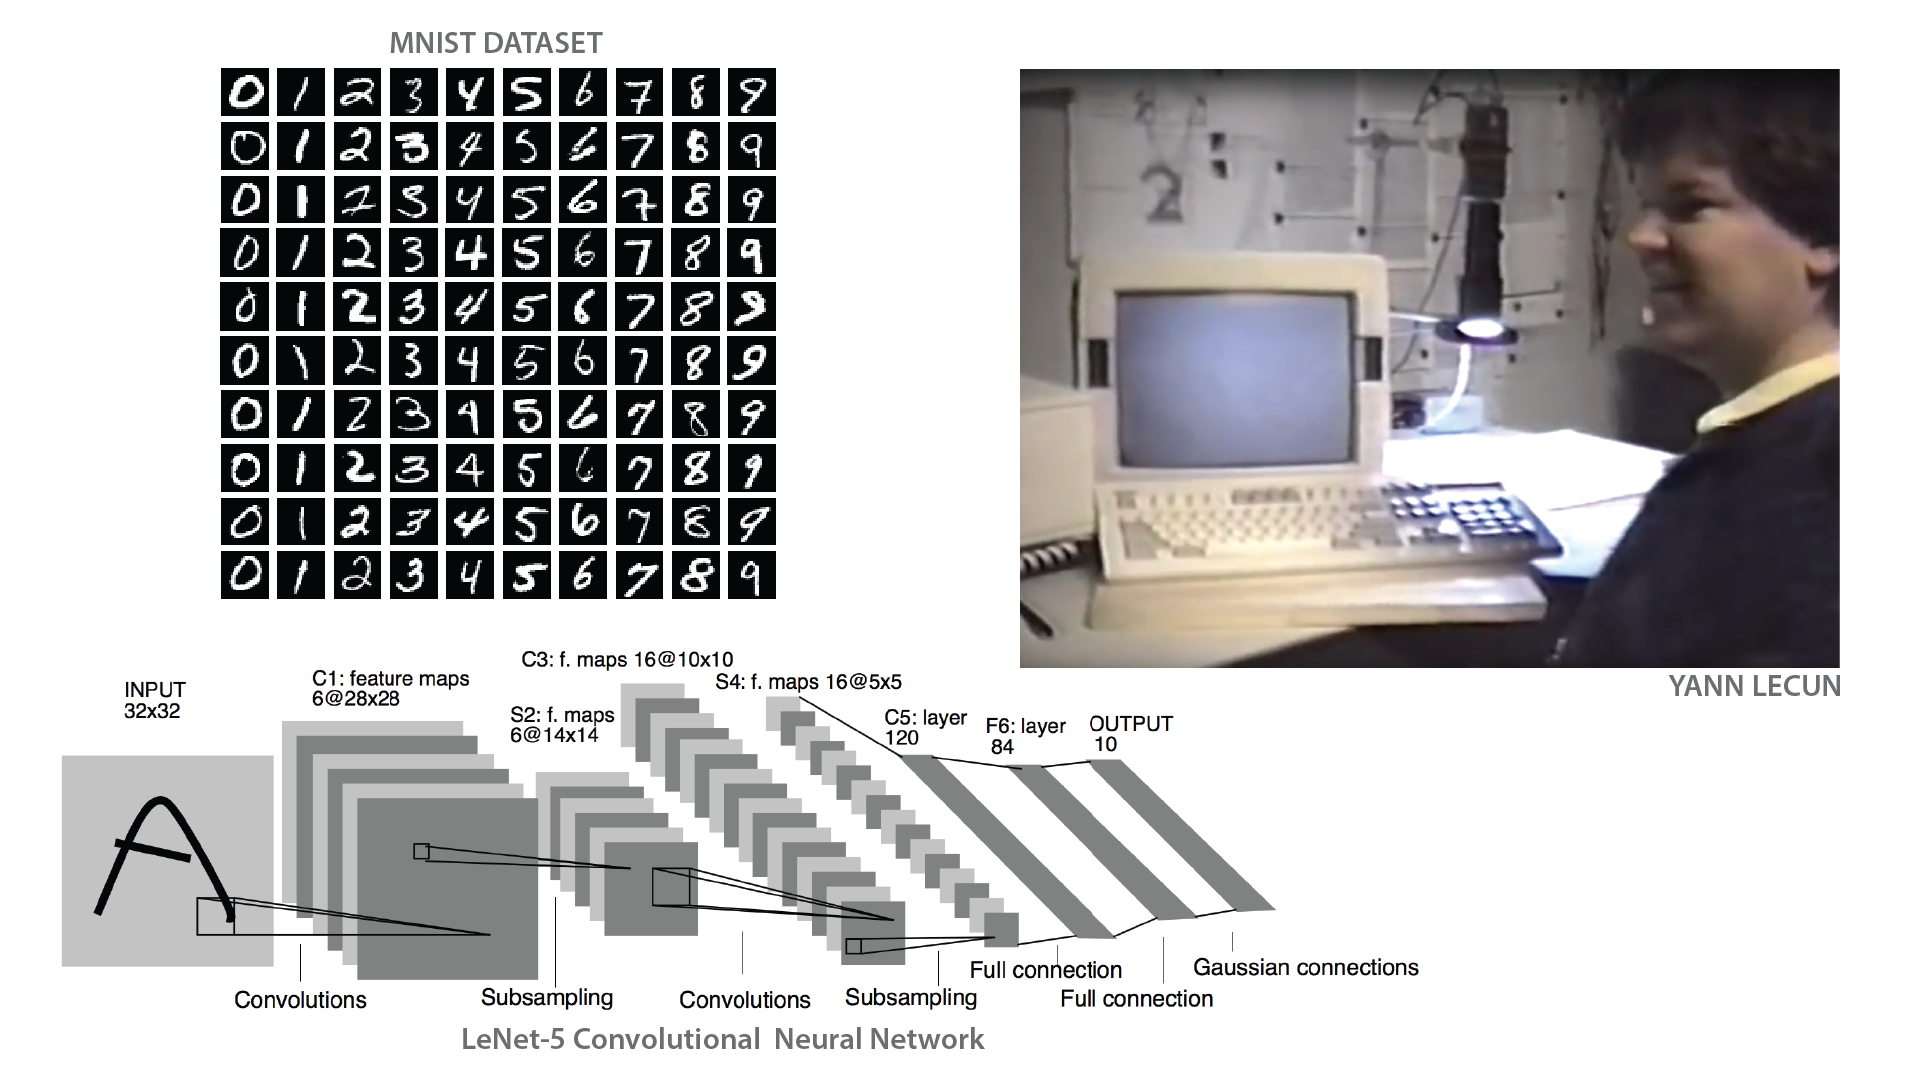 MNIST DATASET
0 1 2 3 4 5 6 7 8 9
0 1 2 3 4 5 6 7 8 9
0 1 2 3 4 5 6 7 8 9
0 1 2 3 4 5 6 7 8 9
0 1 2 3 4 5 6 7 8 9
0 1 2 3 4 5 6 7 8 9
0 1 2 3 4 5 6 7 8 9
0 1 2 3 4 5 6 7 8 9
0 1 2 3 4 5 6 7 8 9
0 1 2 3 4 5 6 7 8 9
2
YANN LECUN
INPUT
32x32
C1: feature maps
6@28x28
S2: f. maps
6@14x14
C3: f. maps 16@10x10
S4: f. maps 16@5x5
C5: layer
120
F6: layer
84
OUTPUT
10
A
Convolutions
Subsampling
Convolutions
Subsampling
Full connection
Full connection
Gaussian connections
LeNet-5 Convolutional Neural Network